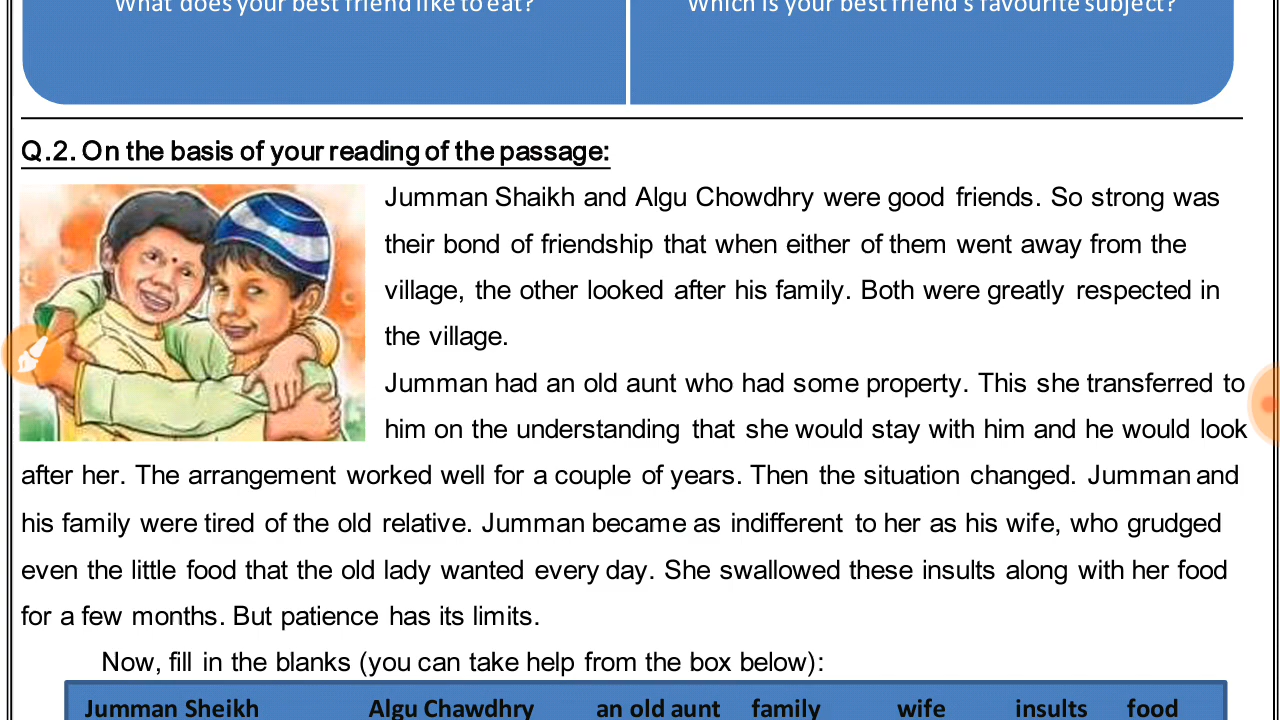 What does your best friend like to eat?
Which is your best friend's favourite subject?
Q.2. On the basis of your reading of the passage:
Jumman Shaikh and Algu Chowdhry were good friends. So strong was
their bond of friendship that when either of them went away from the
village, the other looked after his family. Both were greatly respected in
the village.
Jumman had an old aunt who had some property. This she transferred to
him on the understanding that she would stay with him and he would look
after her. The arrangement worked well for a couple of years. Then the situation changed. Jumman and
his family were tired of the old relative. Jumman became as indifferent to her as his wife, who grudged
even the little food that the old lady wanted every day. She swallowed these insults along with her food
for a few months. But patience has its limits.
Now, fill in the blanks (you can take help from the box below):
Jumman Sheikh Algu Chawdhry an old aunt family wife insults food